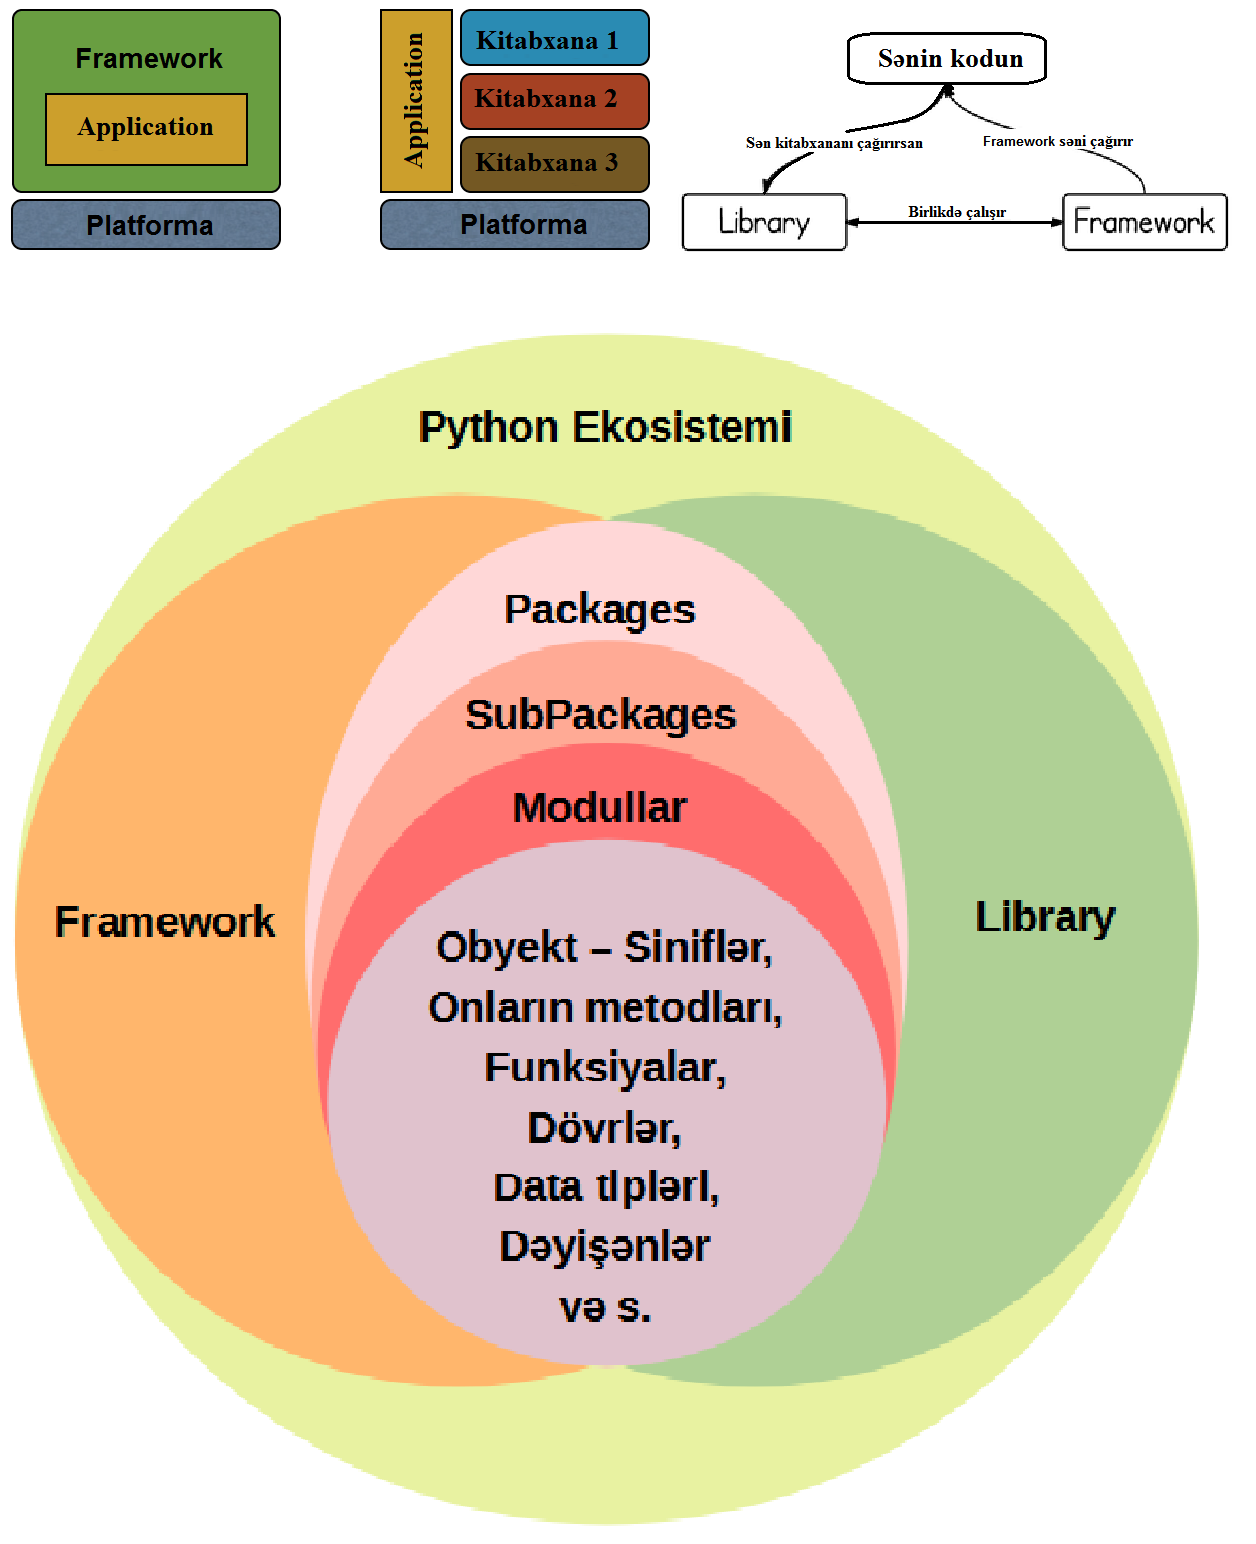 Framework
Application
Platforma
Application
Kitabxana 1
Kitabxana 2
Kitabxana 3
Platforma
Sənin kodun
Sən kitabxananı çağırırsan
Framework səni çağırır
Library
Birlikdə çalışır
Framework
Python Ekosistemi
Packages
SubPackages
Modullar
Framework
Library
Obyekt – Siniflər,
Onların metodları,
Funksiyalar,
Dövrlər,
Data tipləri,
Dəyişənlər
və s.